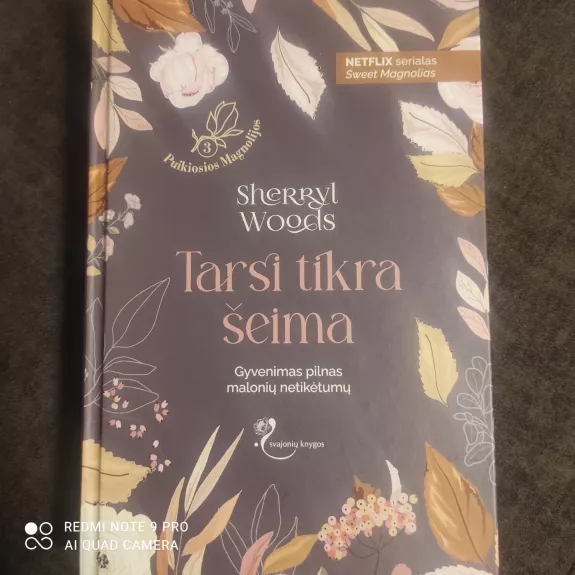 NETFLIX serialas
Sweet Magnolias
3
Puikiosios Magnolijos
Sherryl
Woods
Tarsi tikra
šeima
Gyvenimas pilnas
malonių netikėtumų
svajonių knygos
REDMI NOTE 9 PRO
AI QUAD CAMERA